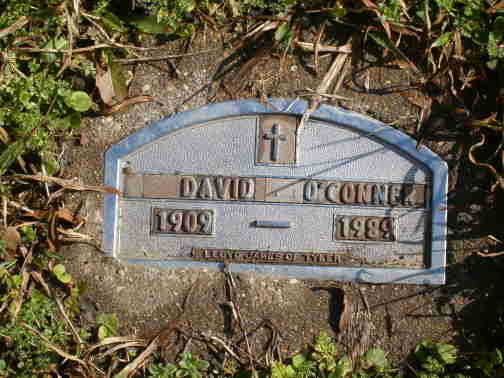 DAVID O'CONNER
1909 – 1989
LLOYD JAMES OF TYLER